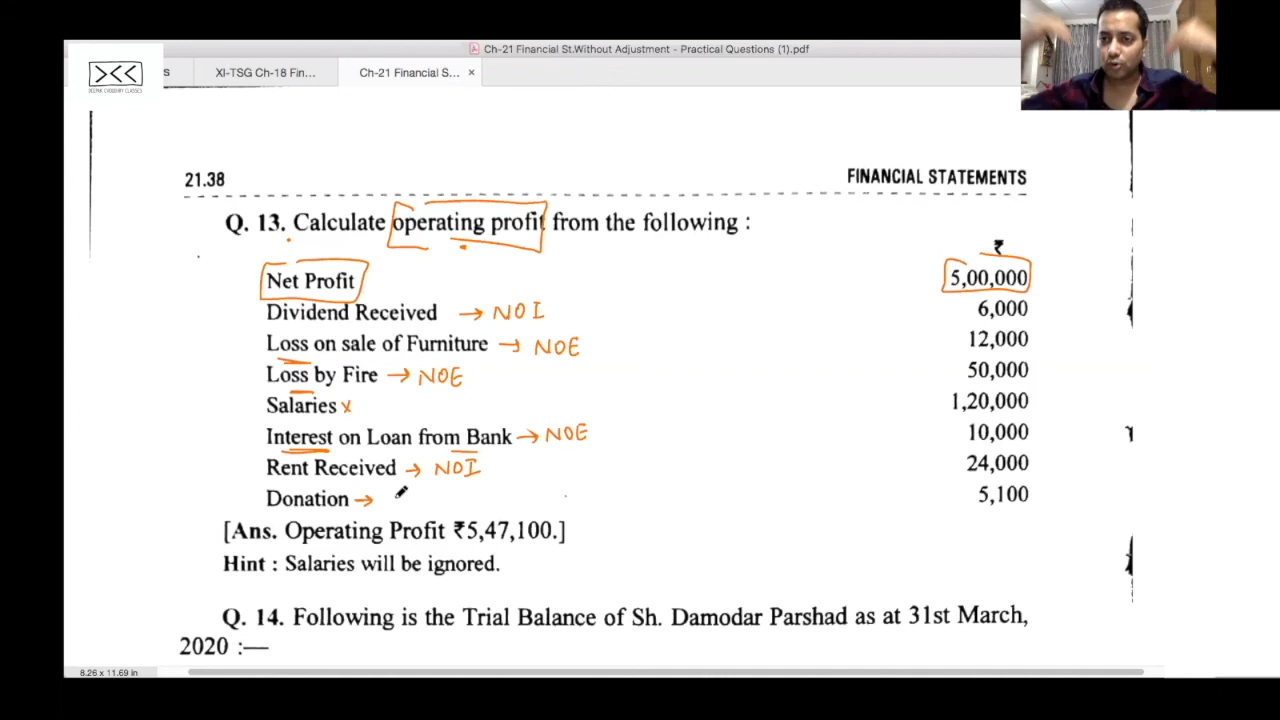 Ch-21 Financial St.Without Adjustment - Practical Questions (1).pdf
s XI-TSG Ch-18 Fin... Ch-21 Financial S... ×
DEEPAK CHOUDHRY CLASSES
21.38 FINANCIAL STATEMENTS
Q. 13. Calculate operating profit from the following :
₹
Net Profit 5,00,000
Dividend Received → NOI 6,000
Loss on sale of Furniture → NOE 12,000
Loss by Fire → NOE 50,000
Salaries x 1,20,000
Interest on Loan from Bank → NOE 10,000
Rent Received → NOI 24,000
Donation → 5,100
[Ans. Operating Profit ₹5,47,100.]
Hint : Salaries will be ignored.
Q. 14. Following is the Trial Balance of Sh. Damodar Parshad as at 31st March,
2020 :—
8.26 x 11.69 in